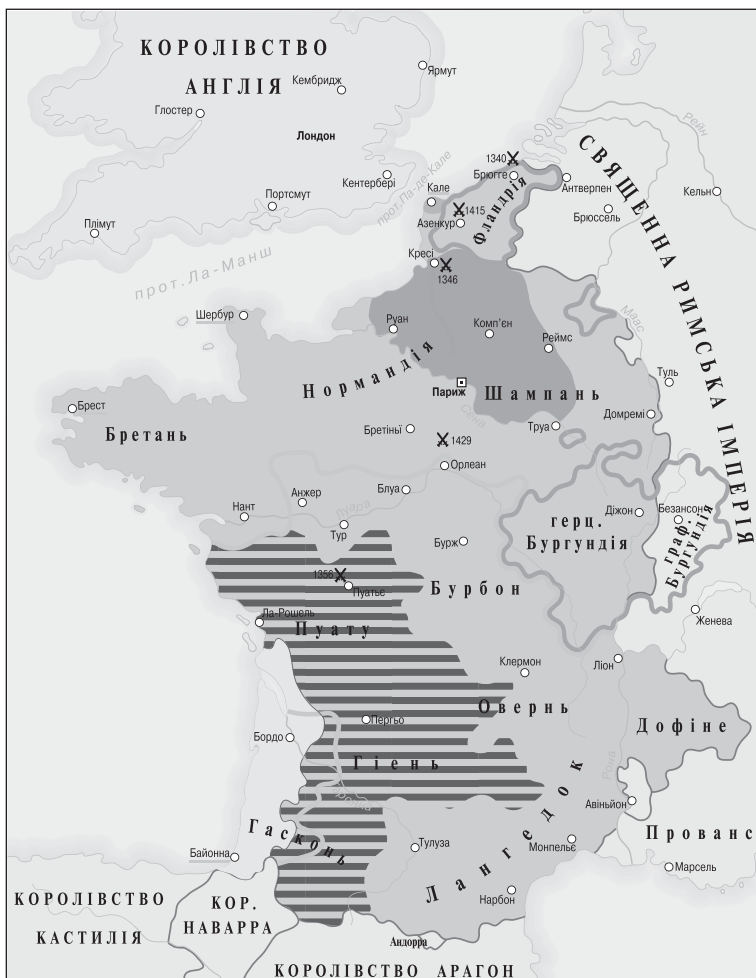 КОРОЛІВСТВО
АНГЛІЯ
Ярмут
Кембридж
Глостер
Лондон
Рейн
СВЯЩЕННА РИМСЬКА ІМПЕРІЯ
1340
Брюгге
Антверпен
Кельн
Брюссель
Кентербері
прот.Па-де-Кале
Кале
1415
Азенкур
Фландрія
Портсмут
Плімут
прот.Ла-Манш
Кресі
1346
Маас
Шербур
Руан
Комп’єн
Реймс
Нормандія
Париж
Шампань
Туль
Брест
Бретань
Сена
Домремі
Бретіньї
1429
Труа
Орлеан
Блуа
Анжер
Нант
Луара
Тур
Бурж
герц.
Бургундія
Діжон
Безансон
граф.
Бургундія
1356
Пуатьє
Бурбон
Ла-Рошель
Пуату
Женева
Клермон
Ліон
Овернь
Дофіне
Пергьо
Бордо
Гієнь
Рона
Гаронна
Авіньйон
Лангедок
Гасконь
Тулуза
Монпельє
Прованс
Байонна
Марсель
Нарбон
КОРОЛІВСТВО
КАСТИЛІЯ
КОР.
НАВАРРА
Андорра
КОРОЛІВСТВО АРАГОН